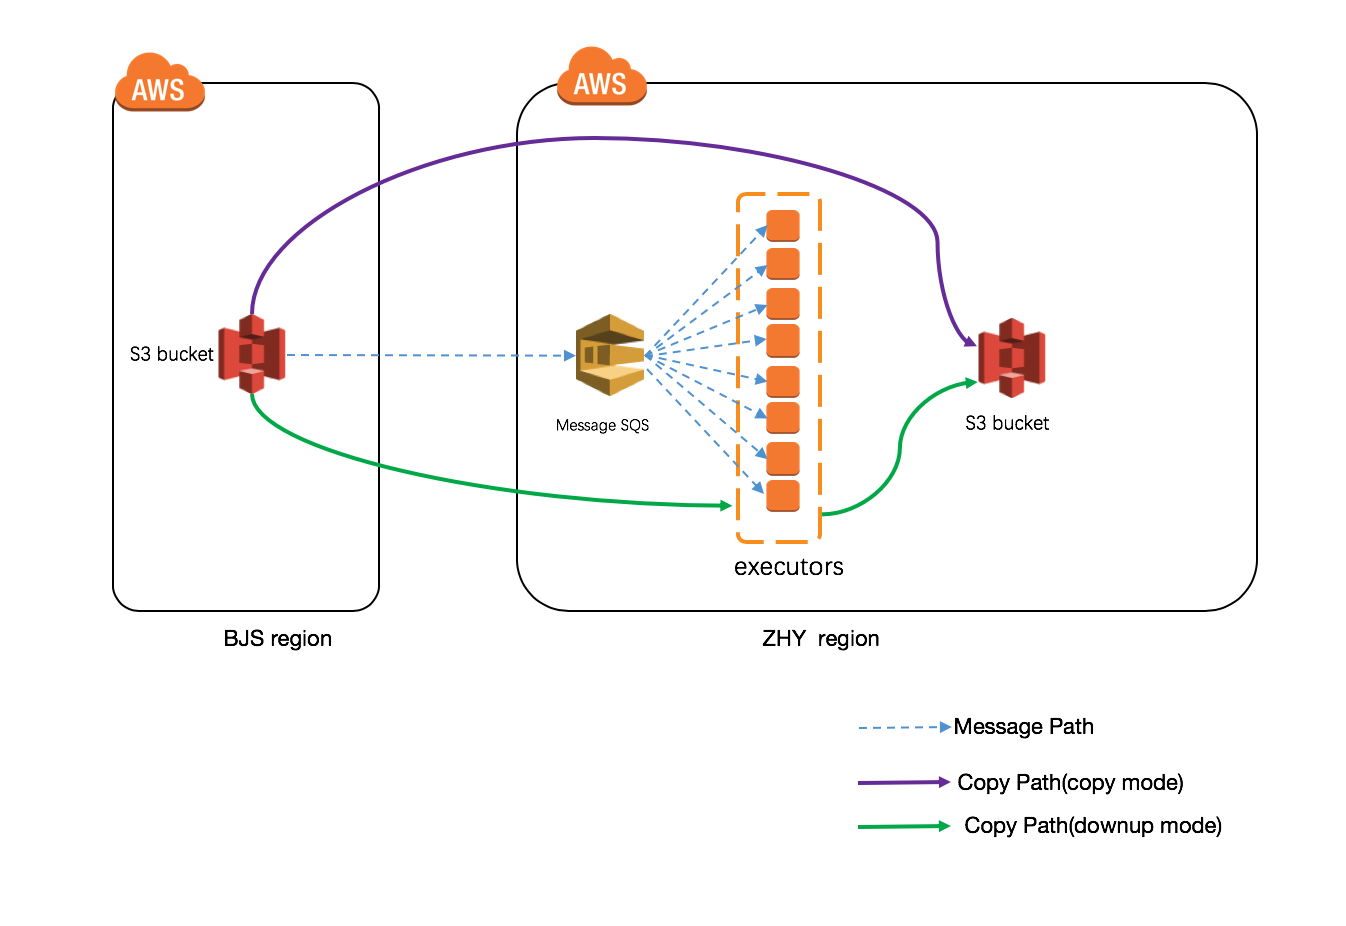 AWS
AWS
S3 bucket
Message SQS
S3 bucket
executors
BJS region
ZHY  region
Message Path
Copy Path(copy mode)
Copy Path(downup mode)